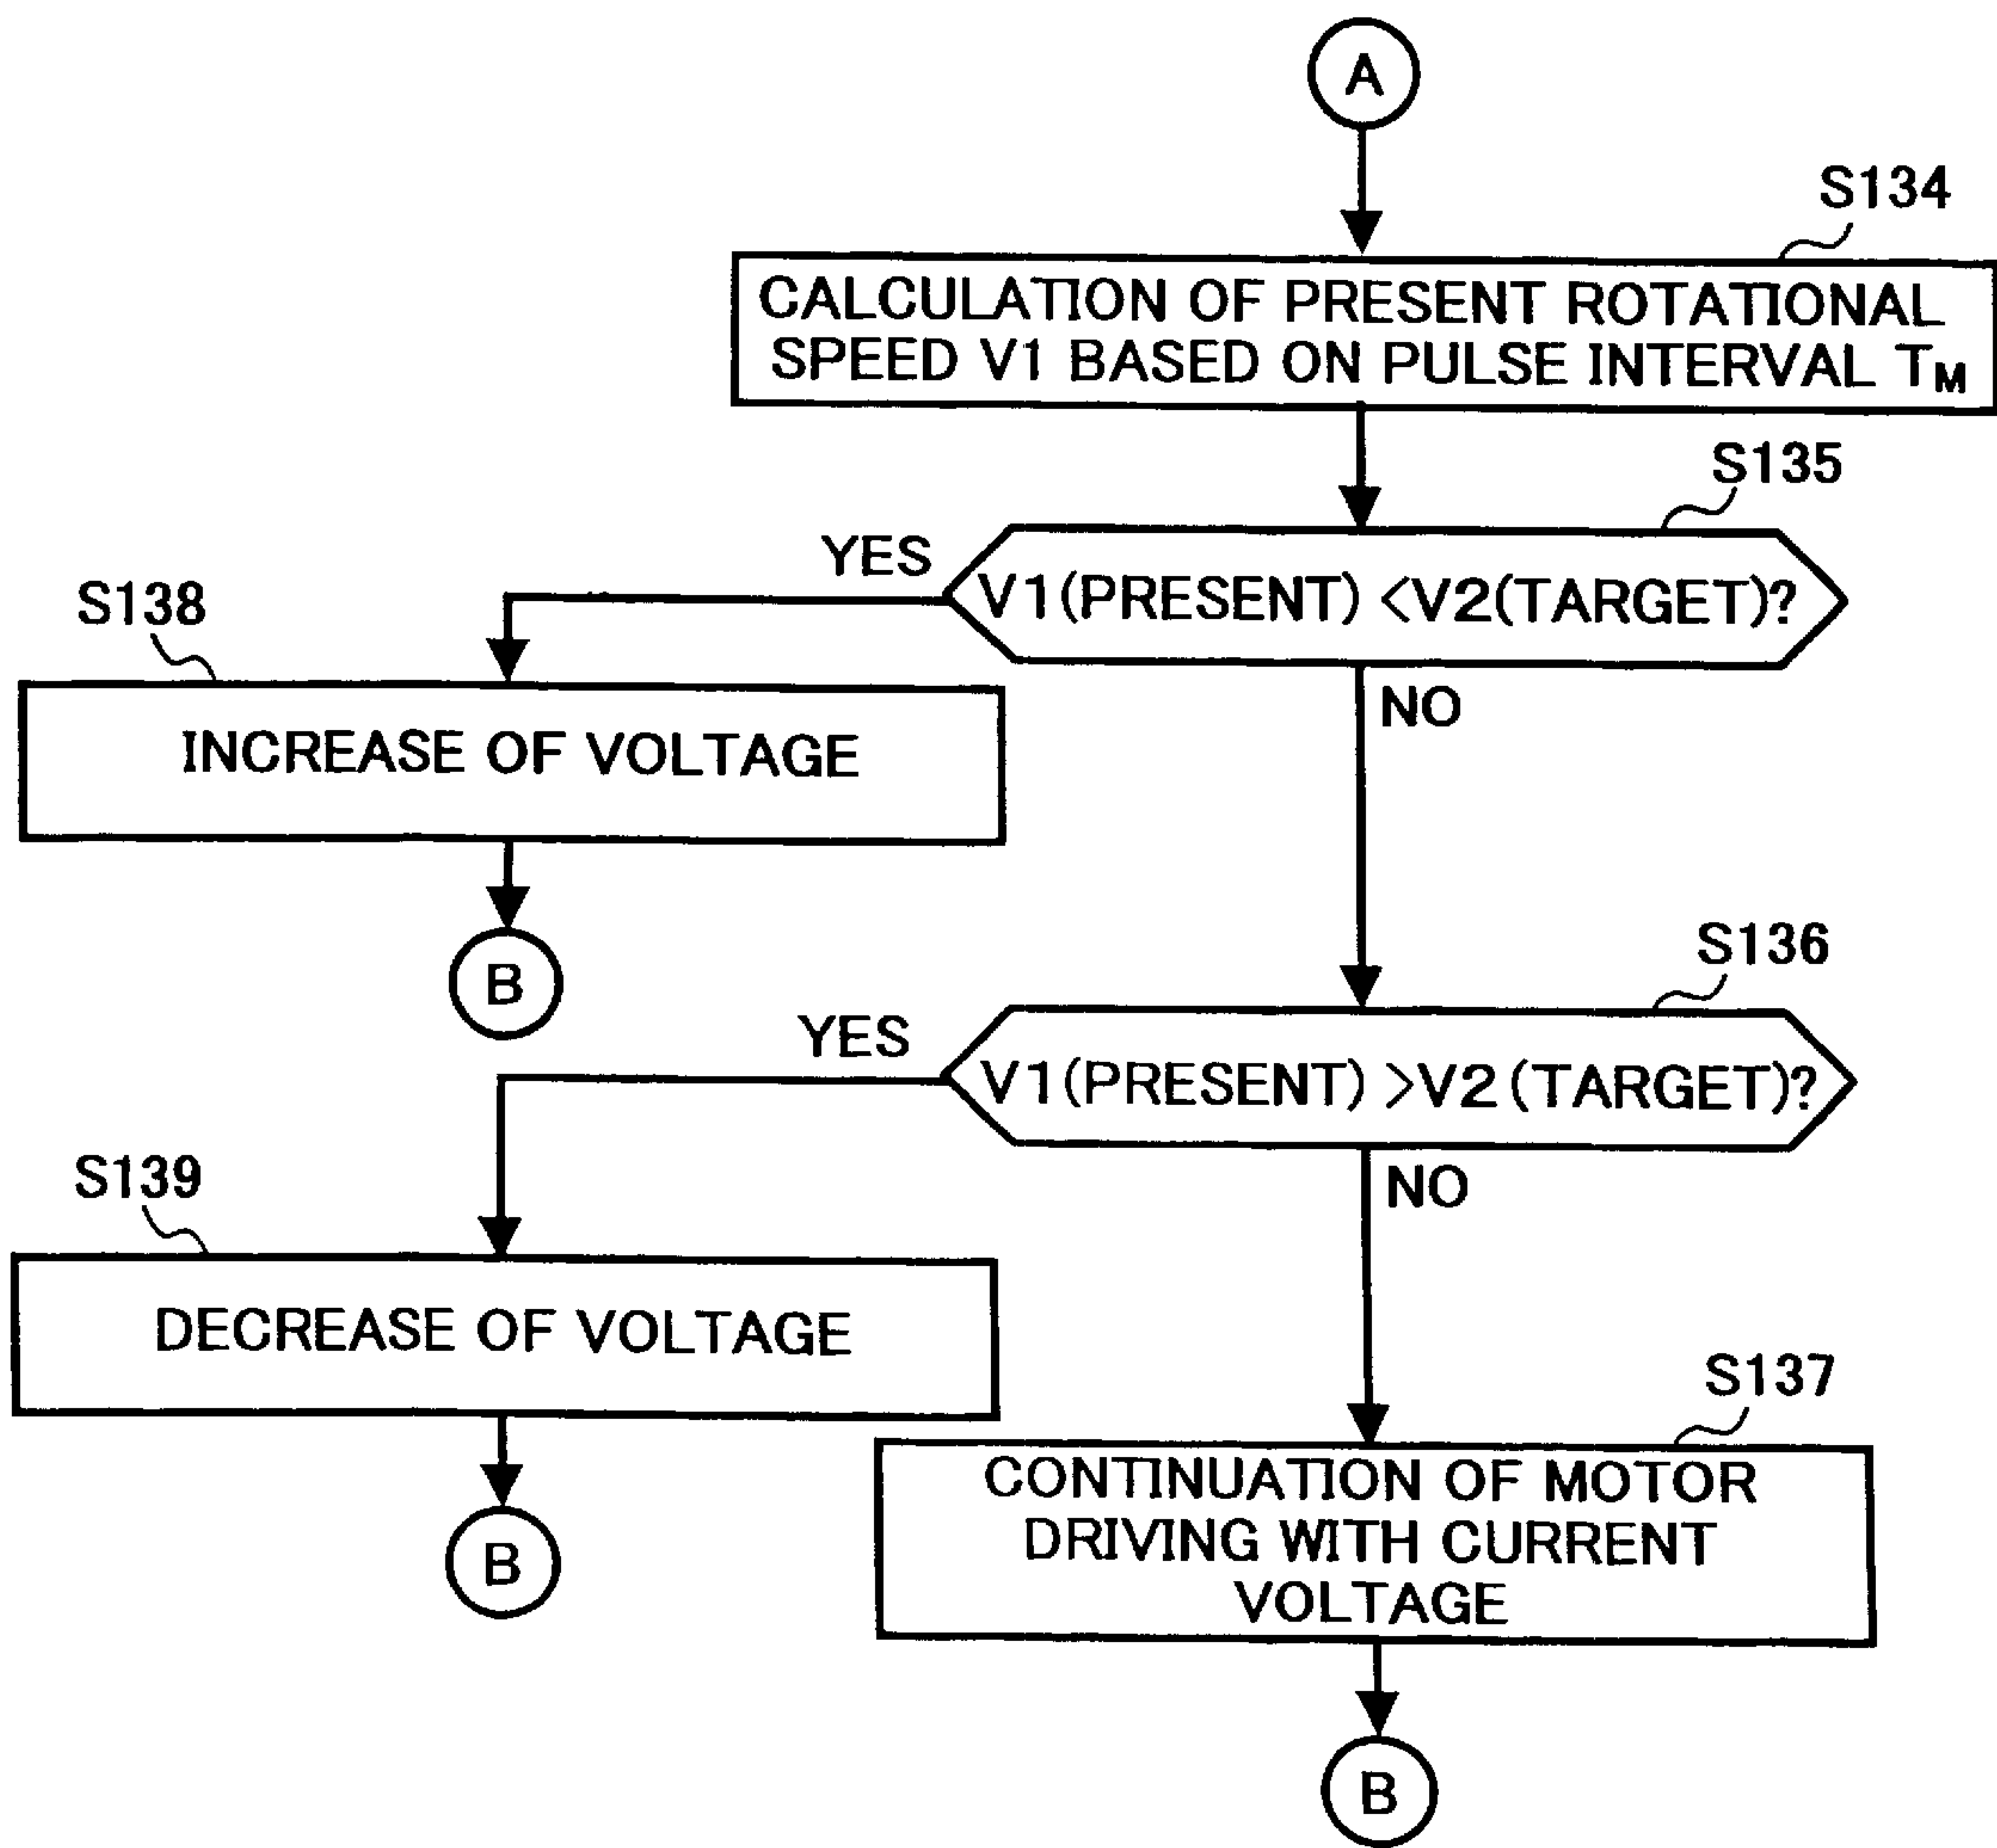 A
S134
CALCULATION OF PRESENT ROTATIONAL
SPEED V1 BASED ON PULSE INTERVAL TM
S135
V1(PRESENT) <V2(TARGET)?
YES
NO
S138
INCREASE OF VOLTAGE
B
S136
V1(PRESENT) >V2(TARGET)?
YES
NO
S139
DECREASE OF VOLTAGE
B
S137
CONTINUATION OF MOTOR
DRIVING WITH CURRENT
VOLTAGE
B